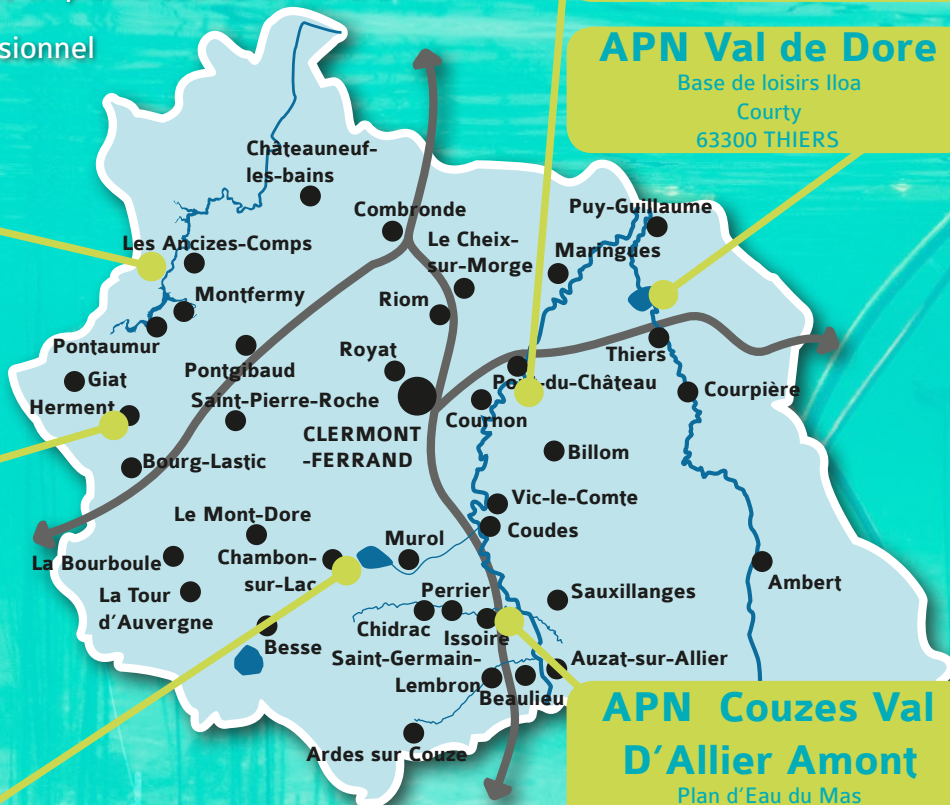 sionnel
APN Val de Dore
Base de loisirs Iloa
Courty
63300 THIERS
Châteauneuf-
les-bains
Combronde
Puy-Guillaume
Les Ancizes-Comps
Le Cheix-
sur-Morge
Maringues
Montfermy
Riom
Pontaumur
Royat
Thiers
Pontgibaud
Giat
Pont-du-Château
Courpière
Herment
Saint-Pierre-Roche
Cournon
CLERMONT
-FERRAND
Billom
Bourg-Lastic
Vic-le-Comte
Le Mont-Dore
Coudes
Murol
La Bourboule
Chambon-
sur-Lac
Ambert
La Tour
d'Auvergne
Perrier
Sauxillanges
Chidrac
Issoire
Besse
Saint-Germain-
Lembron
Auzat-sur-Allier
Beaulieu
Ardes sur Couze
APN Couzes Val
D'Allier Amont
Plan d'Eau du Mas